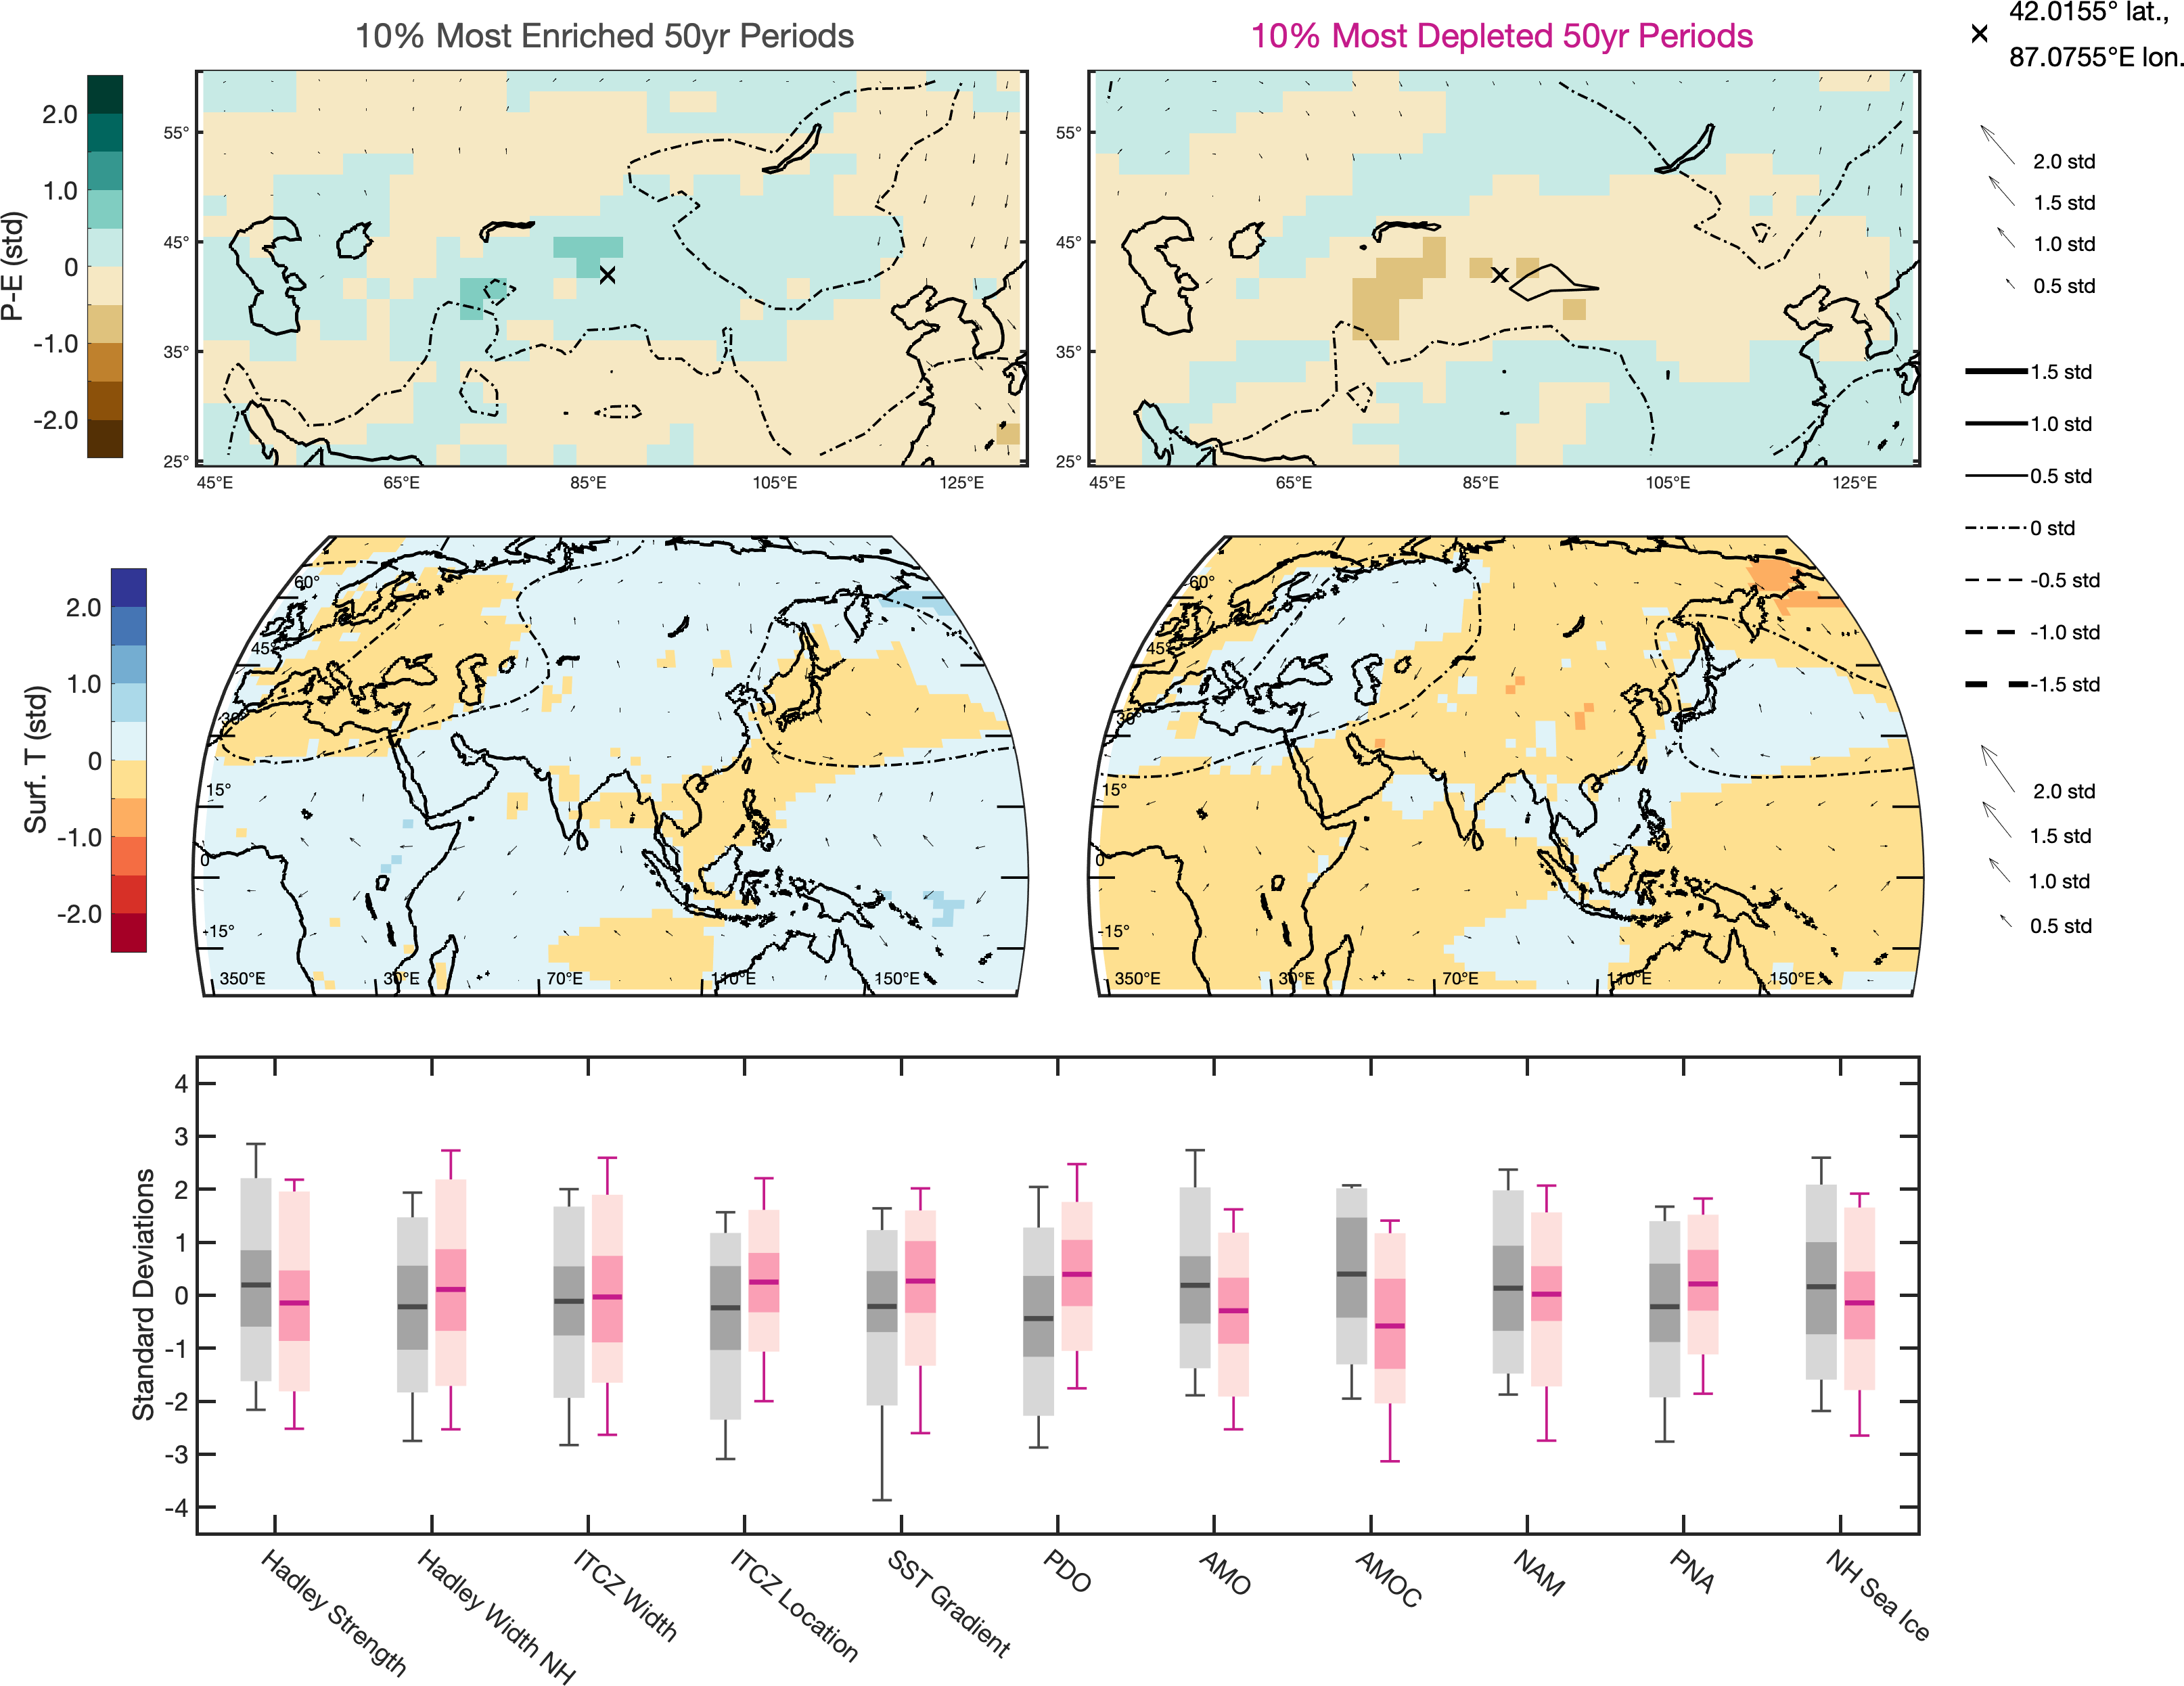 10% Most Enriched 50yr Periods
10% Most Depleted 50yr Periods
42.0155° lat.,
87.0755°E lon.
P-E (std)
2.0
1.0
0
-1.0
-2.0
55°
45°
35°
25°
45°E 65°E 85°E 105°E 125°E
55°
45°
35°
25°
45°E 65°E 85°E 105°E 125°E
2.0 std
1.5 std
1.0 std
0.5 std
1.5 std
1.0 std
0.5 std
0 std
-0.5 std
-1.0 std
-1.5 std
2.0 std
1.5 std
1.0 std
0.5 std
Surf. T (std)
2.0
1.0
0
-1.0
-2.0
60°
45°
30°
15°
0
-15°
350°E 30°E 70°E 110°E 150°E
60°
45°
30°
15°
0
-15°
350°E 30°E 70°E 110°E 150°E
Standard Deviations
4
3
2
1
0
-1
-2
-3
-4
Hadley Strength
Hadley Width NH
ITCZ Width
ITCZ Location
SST Gradient
PDO
AMO
AMOC
NAM
PNA
NH Sea Ice